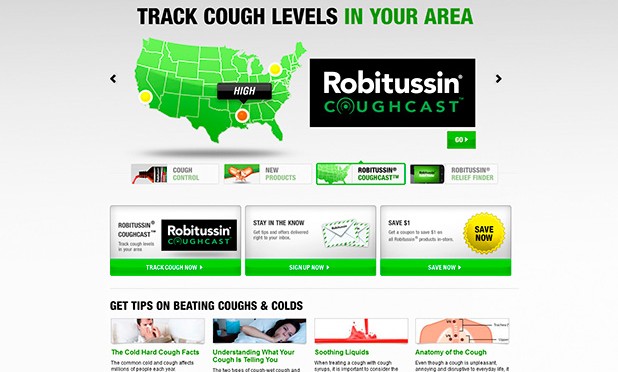 TRACK COUGH LEVELS IN YOUR AREA
HIGH
Robitussin®
COUGHCAST™
GO
COUGH
CONTROL
NEW
PRODUCTS
ROBITUSSIN®
COUGHCAST™
ROBITUSSIN®
RELIEF FINDER
ROBITUSSIN®
COUGHCAST™
Track cough levels
in your area
Robitussin®
COUGHCAST™
TRACK COUGH NOW
STAY IN THE KNOW
Get tips and offers delivered
right to your inbox.
SIGN UP NOW
SAVE $1
Get a coupon to save $1 on
all Robitussin® products in-store.
SAVE
NOW
SAVE NOW
GET TIPS ON BEATING COUGHS & COLDS
The Cold Hard Cough Facts
The common cold and coughs affects
millions of people each year.
Understanding What Your
Cough Is Telling You
The two types of cough-wet cough and
Soothing Liquids
When treating a cough with cough
syrups, it is important to consider the
Anatomy of the Cough
Even though a cough is unpleasant,
annoying and disruptive to everyday life, it